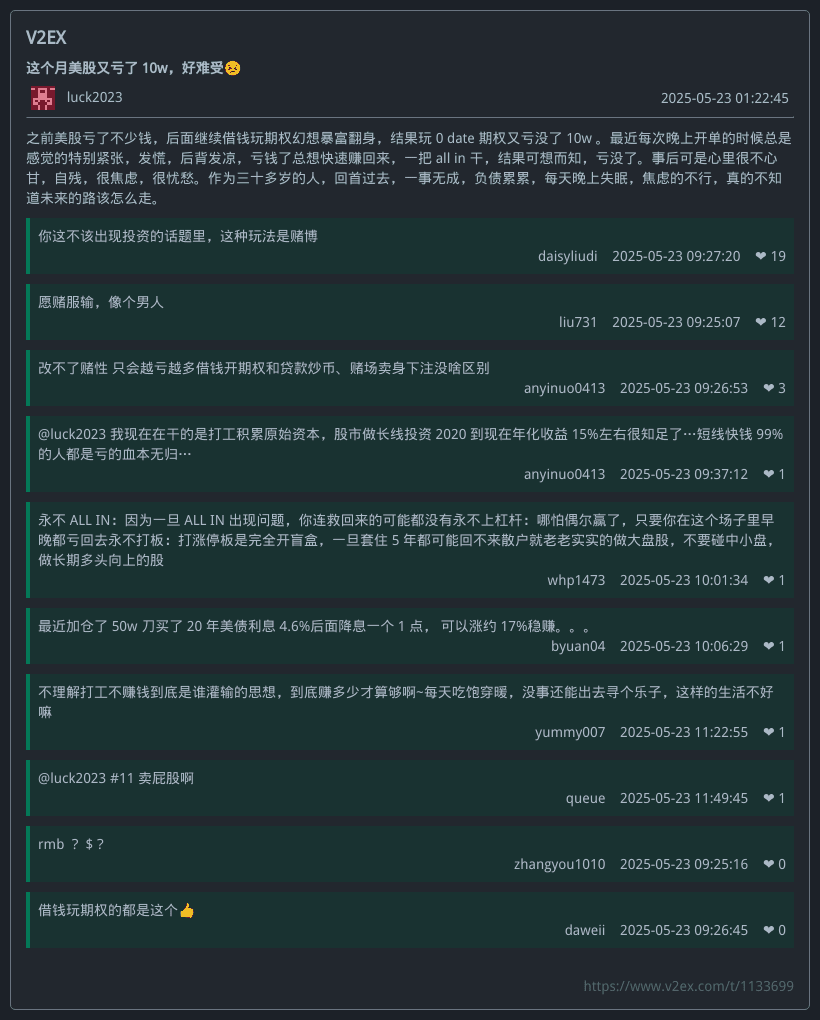 V2EX
这个月美股又亏了 10w，好难受😣
luck2023
2025-05-23 01:22:45
之前美股亏了不少钱，后面继续借钱玩期权幻想暴富翻身，结果玩 0 date 期权又亏没了 10w 。最近每次晚上开单的时候总是
感觉的特别紧张，发慌，后背发凉，亏钱了总想快速赚回来，一把 all in 干，结果可想而知，亏没了。事后可是心里很不心
甘，自残，很焦虑，很忧愁。作为三十多岁的人，回首过去，一事无成，负债累累，每天晚上失眠，焦虑的不行，真的不知
道未来的路该怎么走。
你这不该出现投资的话题里，这种玩法是赌博
daisyliudi 2025-05-23 09:27:20 ❤ 19
愿赌服输，像个男人
liu731 2025-05-23 09:25:07 ❤ 12
改不了赌性 只会越亏越多借钱开期权和贷款炒币、赌场卖身下注没啥区别
anyinuo0413 2025-05-23 09:26:53 ❤ 3
@luck2023 我现在在干的是打工积累原始资本，股市做长线投资 2020 到现在年化收益 15%左右很知足了…短线快钱 99%
的人都是亏的血本无归…
anyinuo0413 2025-05-23 09:37:12 ❤ 1
永不 ALL IN：因为一旦 ALL IN 出现问题，你连救回来的可能都没有永不上杠杆：哪怕偶尔赢了，只要你在这个场子里早
晚都亏回去永不打板：打涨停板是完全开盲盒，一旦套住 5 年都可能回不来散户就老老实实的做大盘股，不要碰中小盘，
做长期多头向上的股
whp1473 2025-05-23 10:01:34 ❤ 1
最近加仓了 50w 刀买了 20 年美债利息 4.6%后面降息一个 1 点， 可以涨约 17%稳赚。。。
byuan04 2025-05-23 10:06:29 ❤ 1
不理解打工不赚钱到底是谁灌输的思想，到底赚多少才算够啊~每天吃饱穿暖，没事还能出去寻个乐子，这样的生活不好
嘛
yummy007 2025-05-23 11:22:55 ❤ 1
@luck2023 #11 卖屁股啊
queue 2025-05-23 11:49:45 ❤ 1
rmb ？ $？
zhangyou1010 2025-05-23 09:25:16 ❤ 0
借钱玩期权的都是这个👍
daweii 2025-05-23 09:26:45 ❤ 0
https://www.v2ex.com/t/1133699